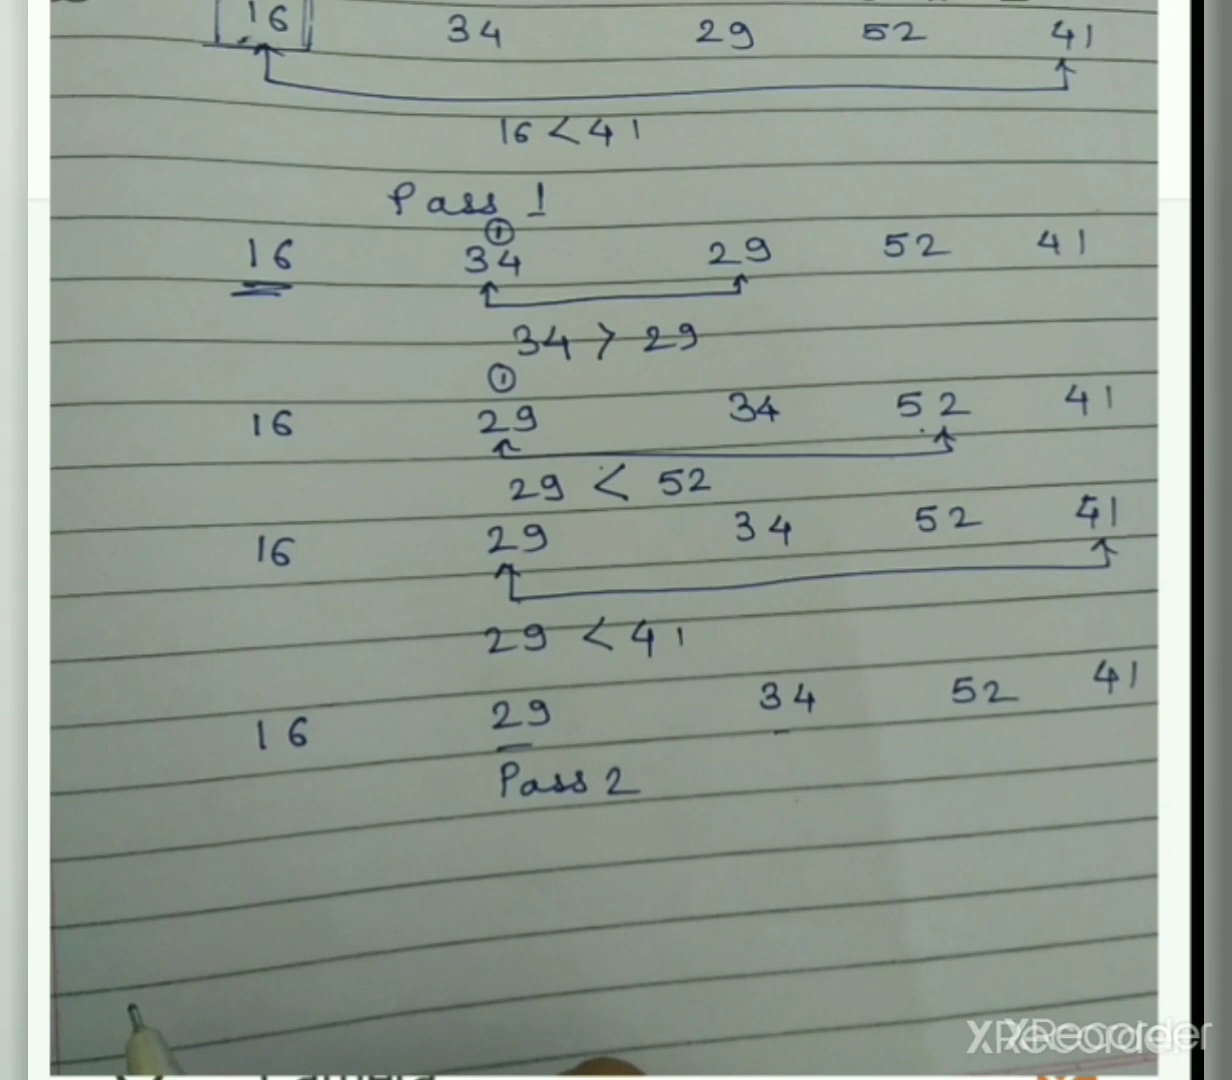 16 34 29 52 41
16 < 41
Pass 1
1
16 34 29 52 41
34 > 29
1
16 29 34 52 41
29 < 52
16 29 34 52 41
29 < 41
16 29 34 52 41
Pass 2
XRecorder